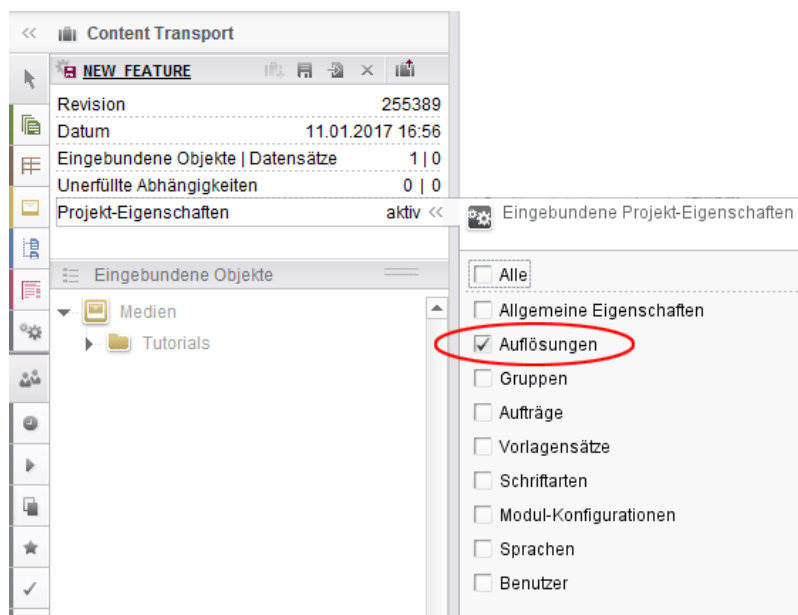 Content Transport
NEW FEATURE
Revision 255389
Datum 11.01.2017 16:56
Eingebundene Objekte | Datensätze 1 | 0
Unerfüllte Abhängigkeiten 0 | 0
Projekt-Eigenschaften aktiv <<
Eingebundene Objekte
Medien
Tutorials
Eingebundene Projekt-Eigenschaften
Alle
Allgemeine Eigenschaften
Auflösungen
Gruppen
Aufträge
Vorlagensätze
Schriftarten
Modul-Konfigurationen
Sprachen
Benutzer